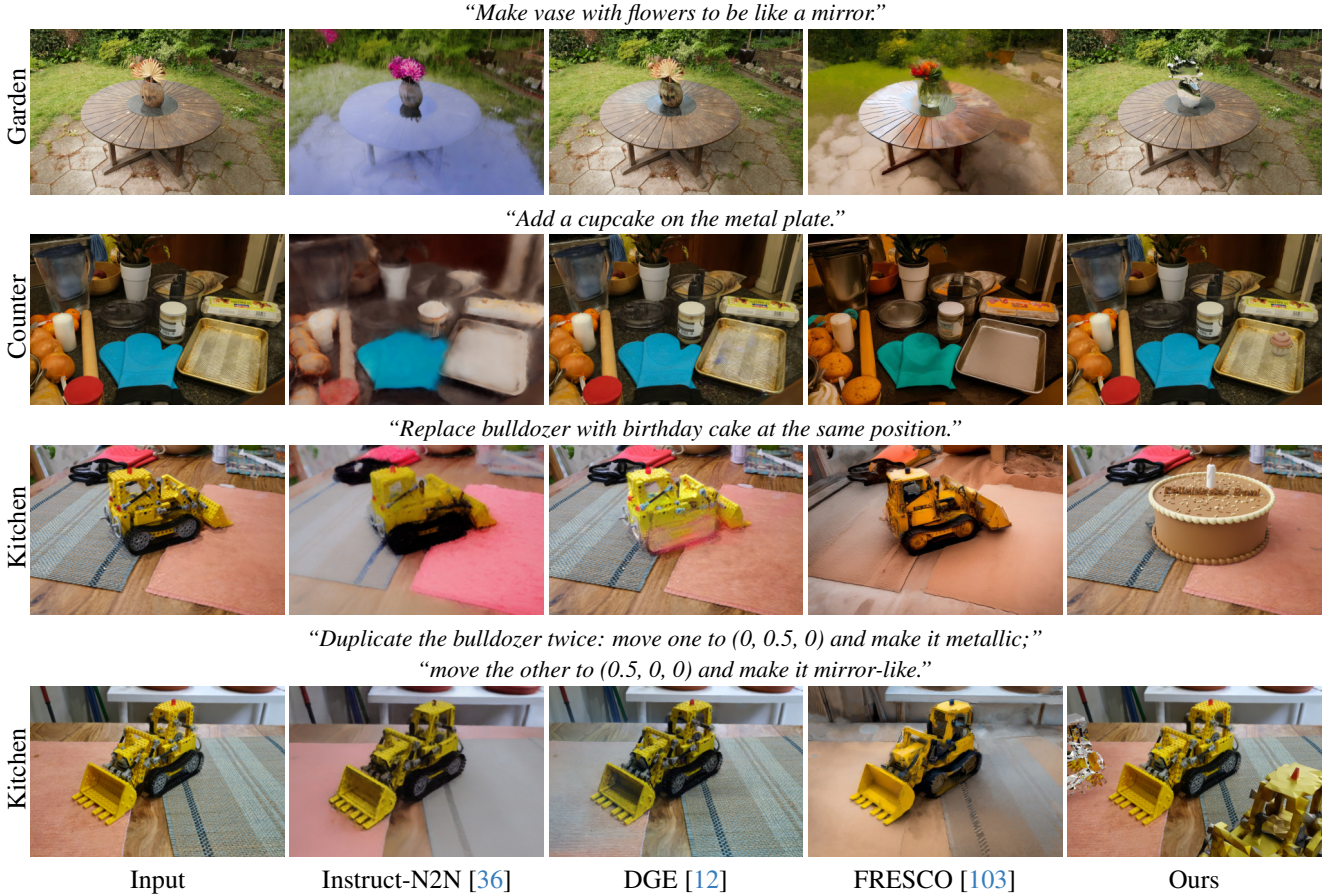 “Make vase with flowers to be like a mirror.”
Garden
“Add a cupcake on the metal plate.”
Counter
“Replace bulldozer with birthday cake at the same position.”
Kitchen
“Duplicate the bulldozer twice: move one to (0, 0.5, 0) and make it metallic;”
“move the other to (0.5, 0, 0) and make it mirror-like.”
Kitchen
Input Instruct-N2N [36] DGE [12] FRESCO [103] Ours